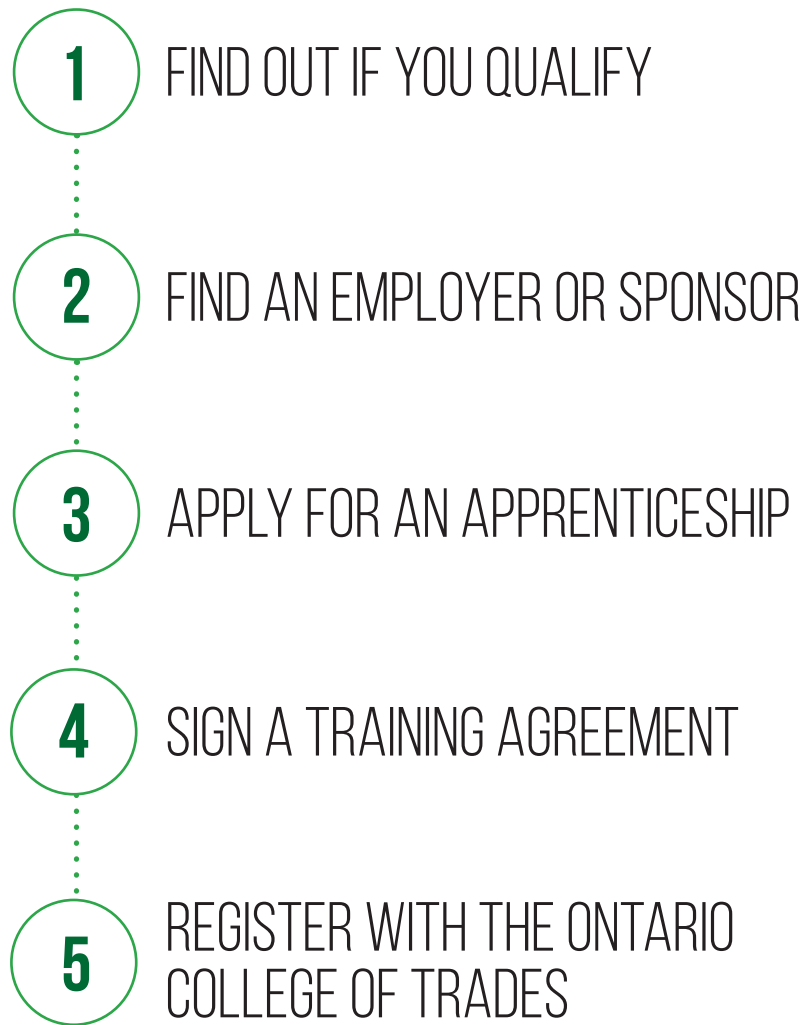 1 FIND OUT IF YOU QUALIFY
2 FIND AN EMPLOYER OR SPONSOR
3 APPLY FOR AN APPRENTICESHIP
4 SIGN A TRAINING AGREEMENT
5 REGISTER WITH THE ONTARIO
COLLEGE OF TRADES